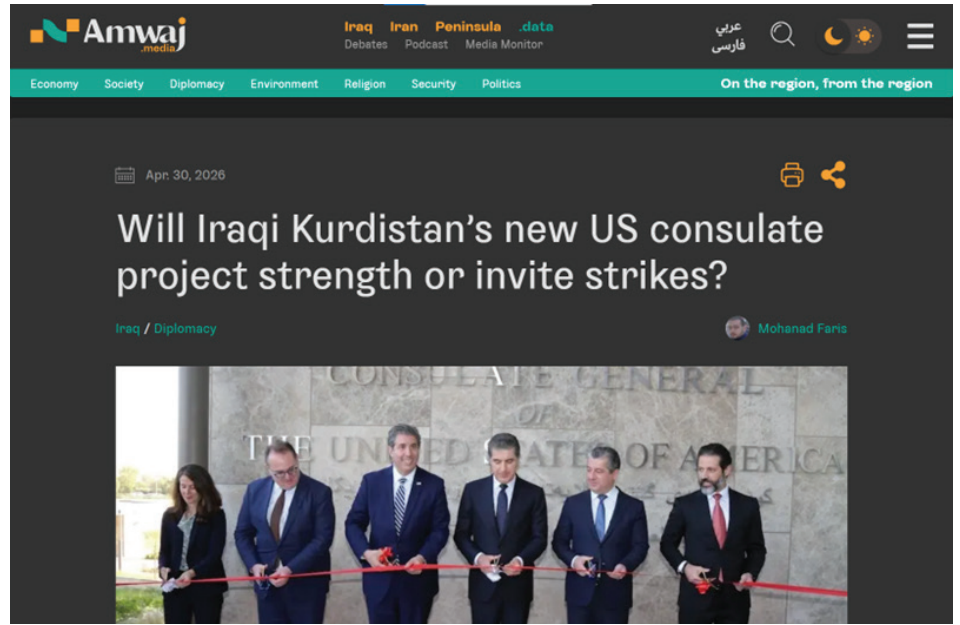 Amwaj
.media
Iraq Iran Peninsula .data
Debates Podcast Media Monitor
عربي
فارسی
Economy Society Diplomacy Environment Religion Security Politics
On the region, from the region
Apr. 30, 2026
Will Iraqi Kurdistan’s new US consulate
project strength or invite strikes?
Iraq / Diplomacy
Mohanad Faris
CONSULATE GENERAL
OF
THE UNITED STATES OF AMERICA